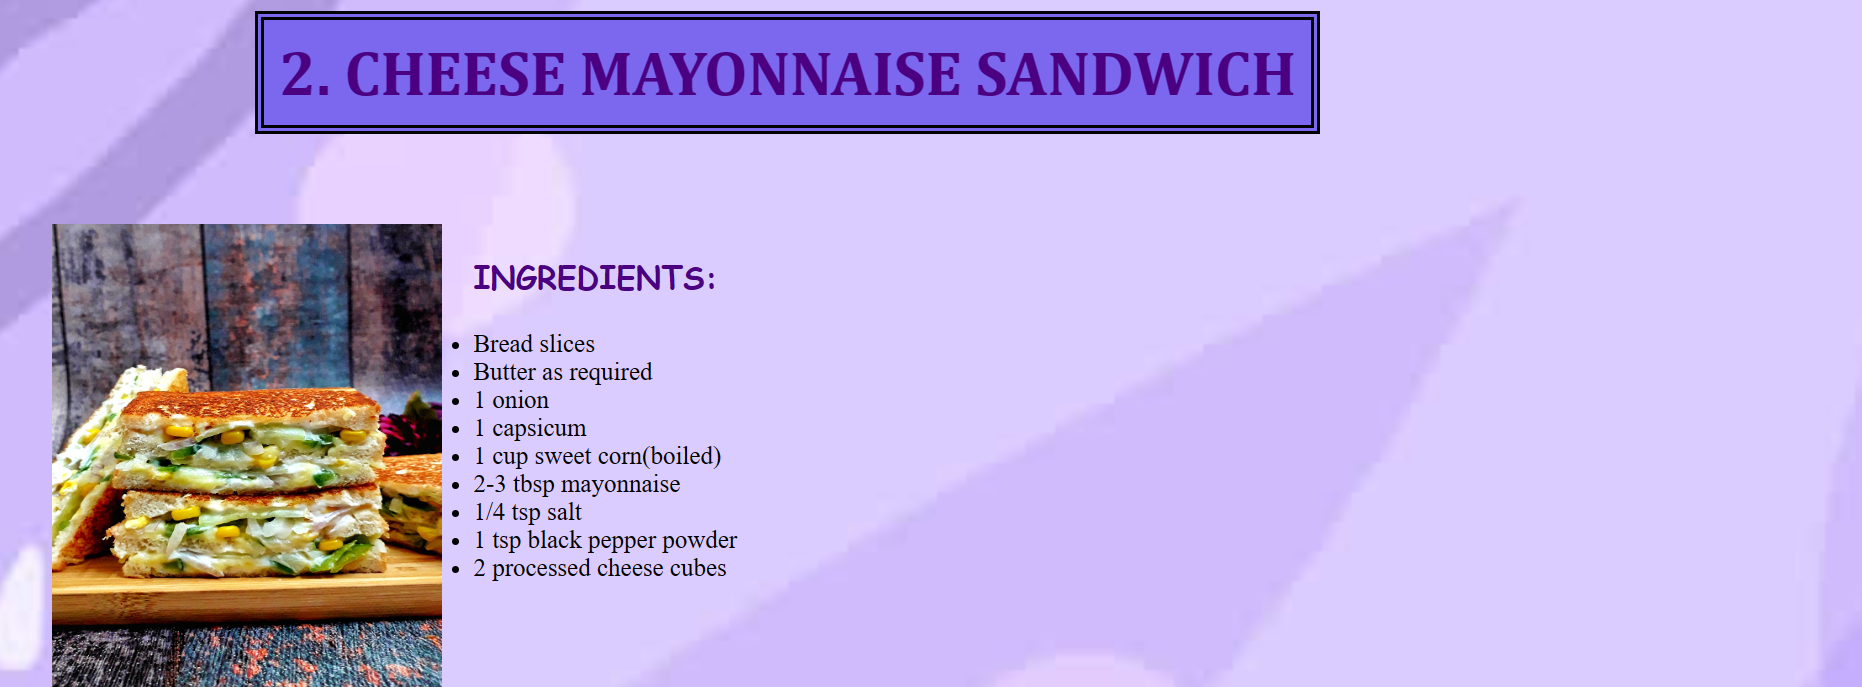 2. CHEESE MAYONNAISE SANDWICH
INGREDIENTS:
• Bread slices
• Butter as required
• 1 onion
• 1 capsicum
• 1 cup sweet corn(boiled)
• 2-3 tbsp mayonnaise
• 1/4 tsp salt
• 1 tsp black pepper powder
• 2 processed cheese cubes